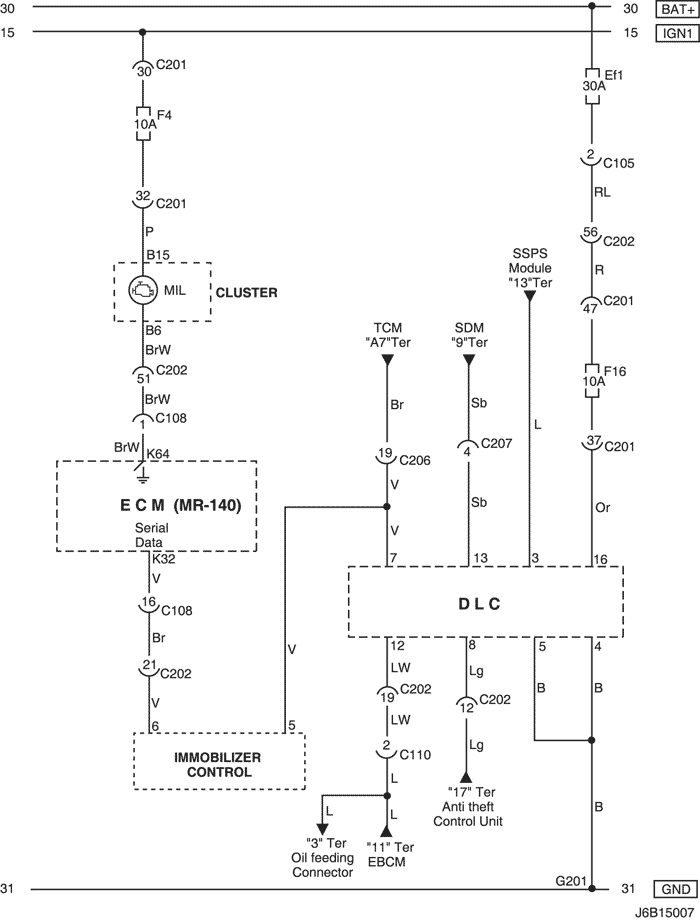 30
30
BAT+
15
15
IGN1
C201
30
F4
10A
32
C201
P
B15
MIL
CLUSTER
B6
BrW
C202
51
BrW
C108
1
BrW
K64
E C M (MR-140)
Serial
Data
K32
V
16
C108
Br
21
C202
V
6
5
IMMOBILIZER
CONTROL
V
TCM
"A7"Ter
Br
19
C206
V
V
7
SDM
"9"Ter
Sb
C207
4
Sb
13
SSPS
Module
"13"Ter
L
3
Ef1
30A
2
C105
RL
56
C202
R
C201
47
F16
10A
37
C201
Or
16
D L C
12
8
5
4
LW
C202
19
LW
2
C110
L
L
L
"3" Ter
Oil feeding
Connector
"11" Ter
EBCM
Lg
C202
12
Lg
"17" Ter
Anti theft
Control Unit
B
B
B
G201
31
31
GND
J6B15007